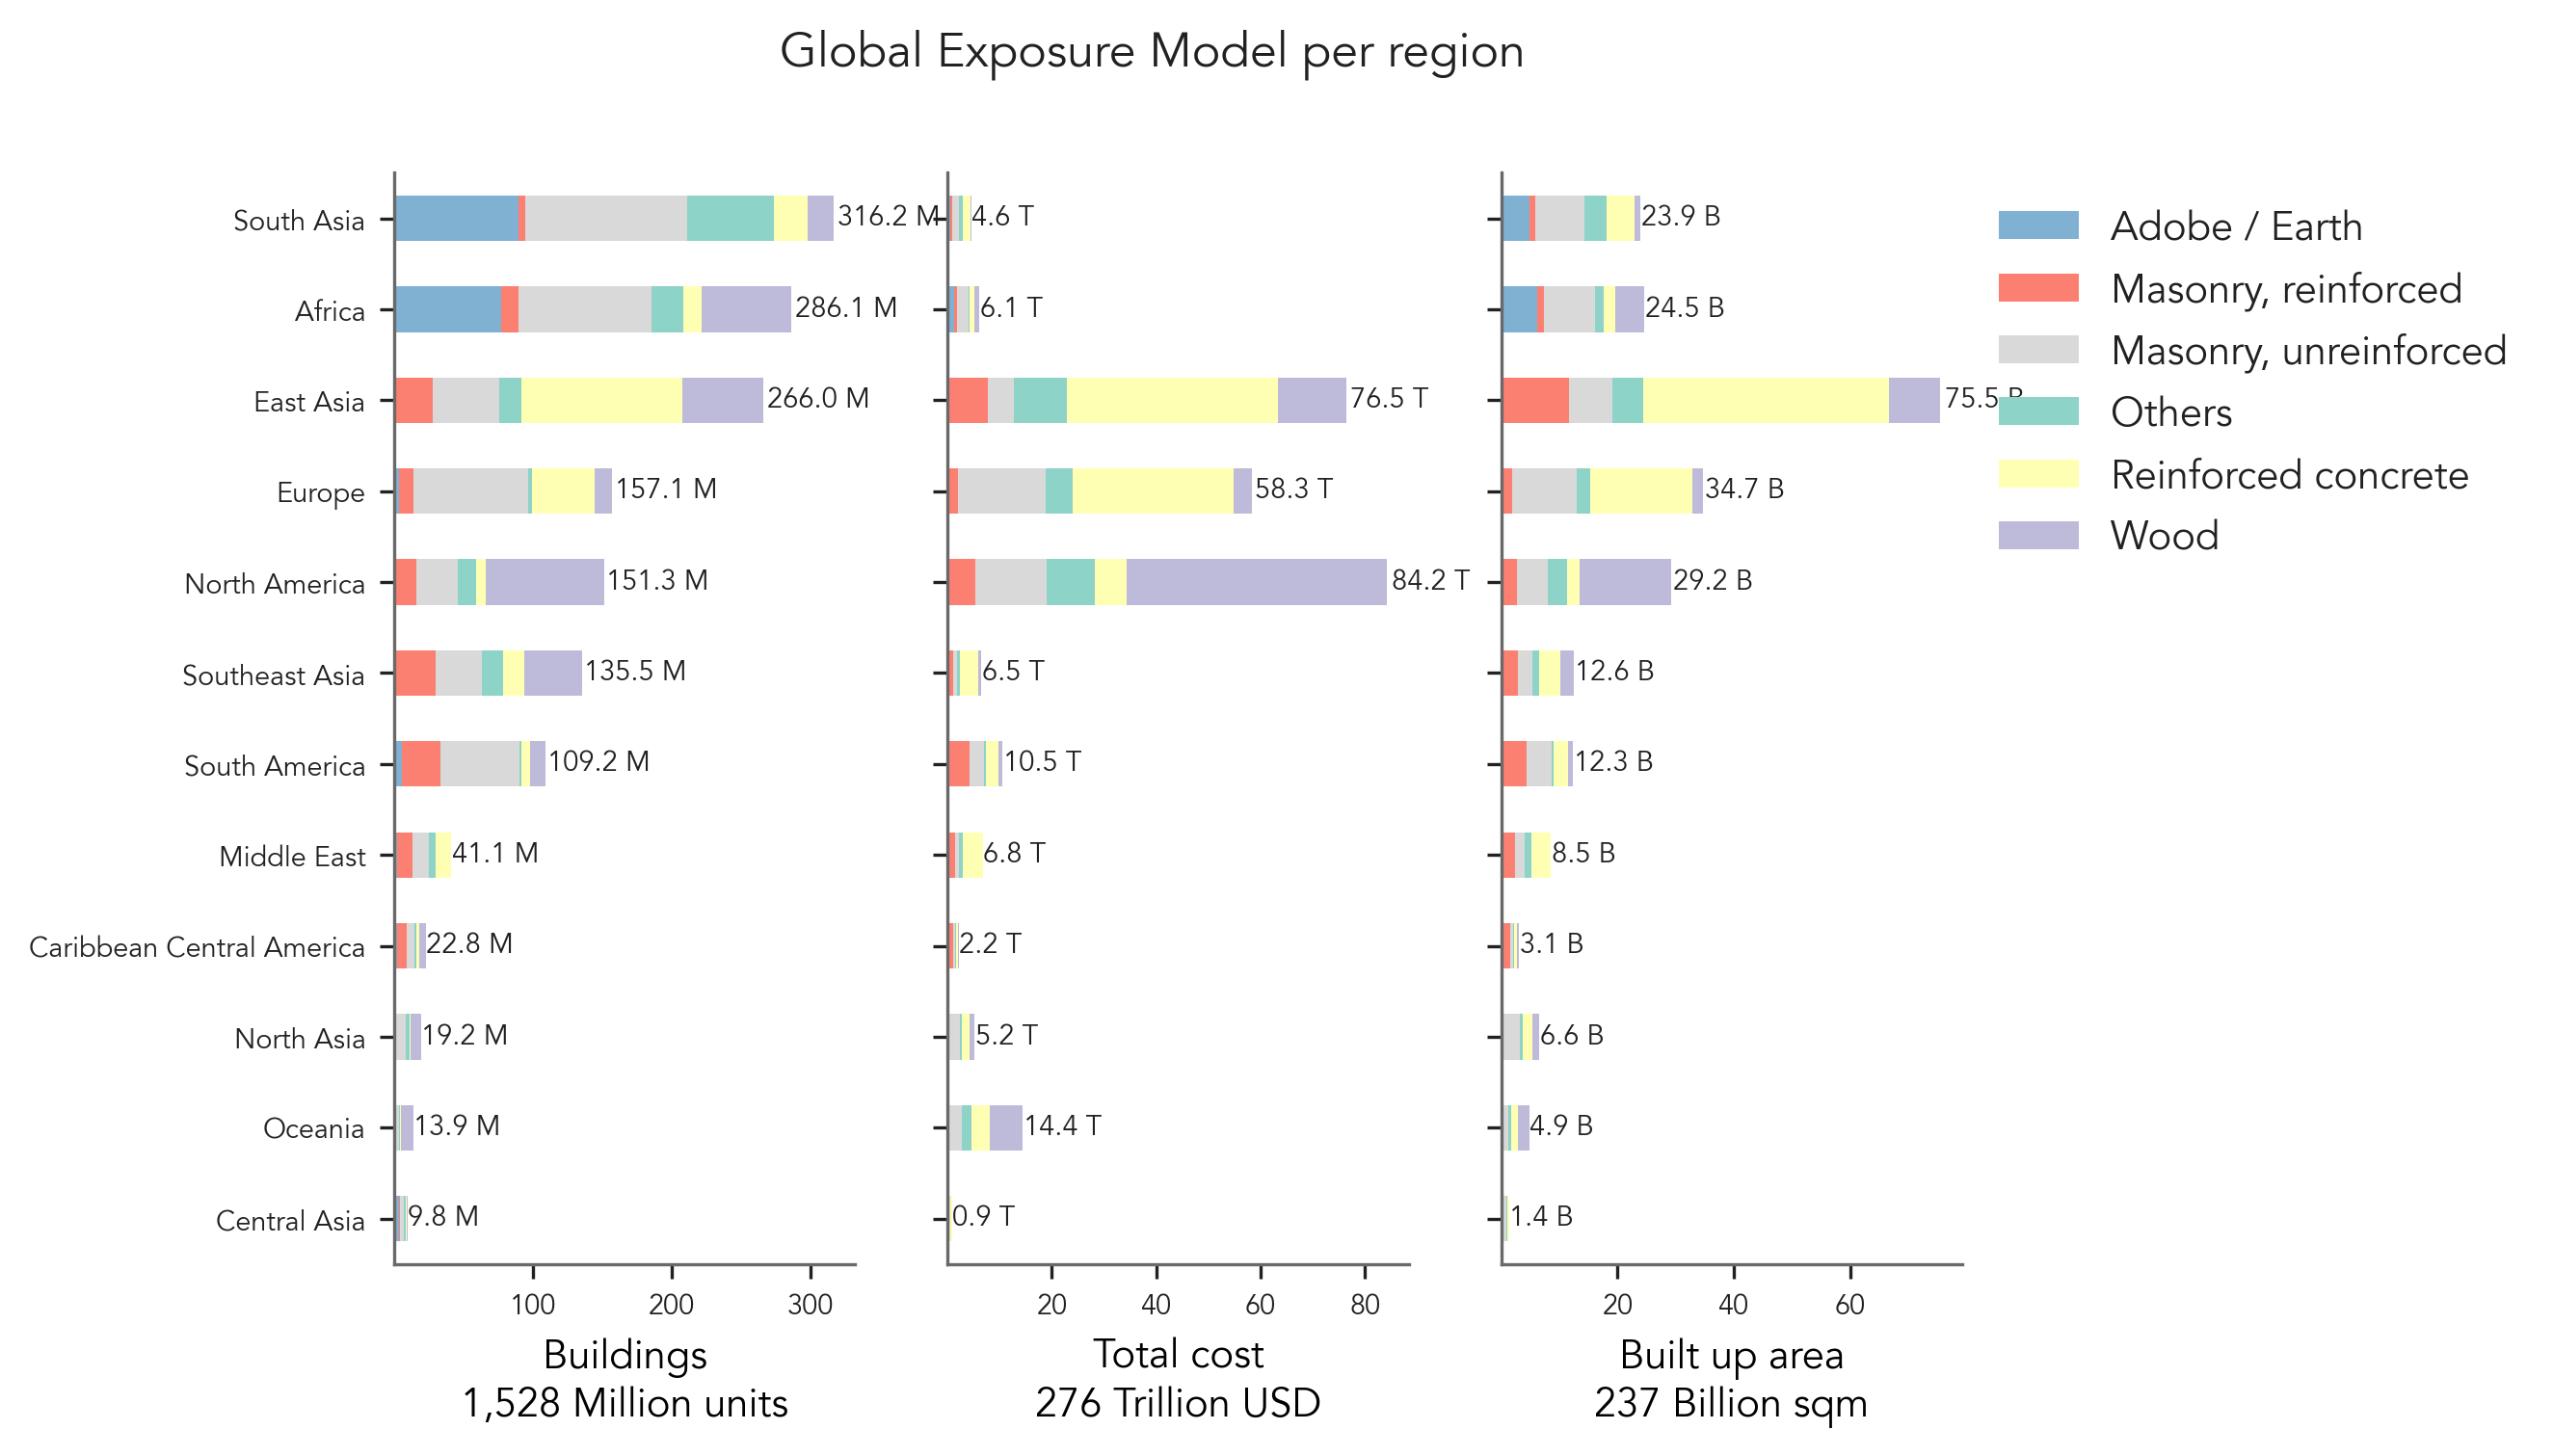 Global Exposure Model per region
South Asia
Africa
East Asia
Europe
North America
Southeast Asia
South America
Middle East
Caribbean Central America
North Asia
Oceania
Central Asia
316.2 M
286.1 M
266.0 M
157.1 M
151.3 M
135.5 M
109.2 M
41.1 M
22.8 M
19.2 M
13.9 M
9.8 M
100 200 300
Buildings
1,528 Million units
4.6 T
6.1 T
76.5 T
58.3 T
84.2 T
6.5 T
10.5 T
6.8 T
2.2 T
5.2 T
14.4 T
0.9 T
20 40 60 80
Total cost
276 Trillion USD
23.9 B
24.5 B
75.5 B
34.7 B
29.2 B
12.6 B
12.3 B
8.5 B
3.1 B
6.6 B
4.9 B
1.4 B
20 40 60
Built up area
237 Billion sqm
Adobe / Earth
Masonry, reinforced
Masonry, unreinforced
Others
Reinforced concrete
Wood